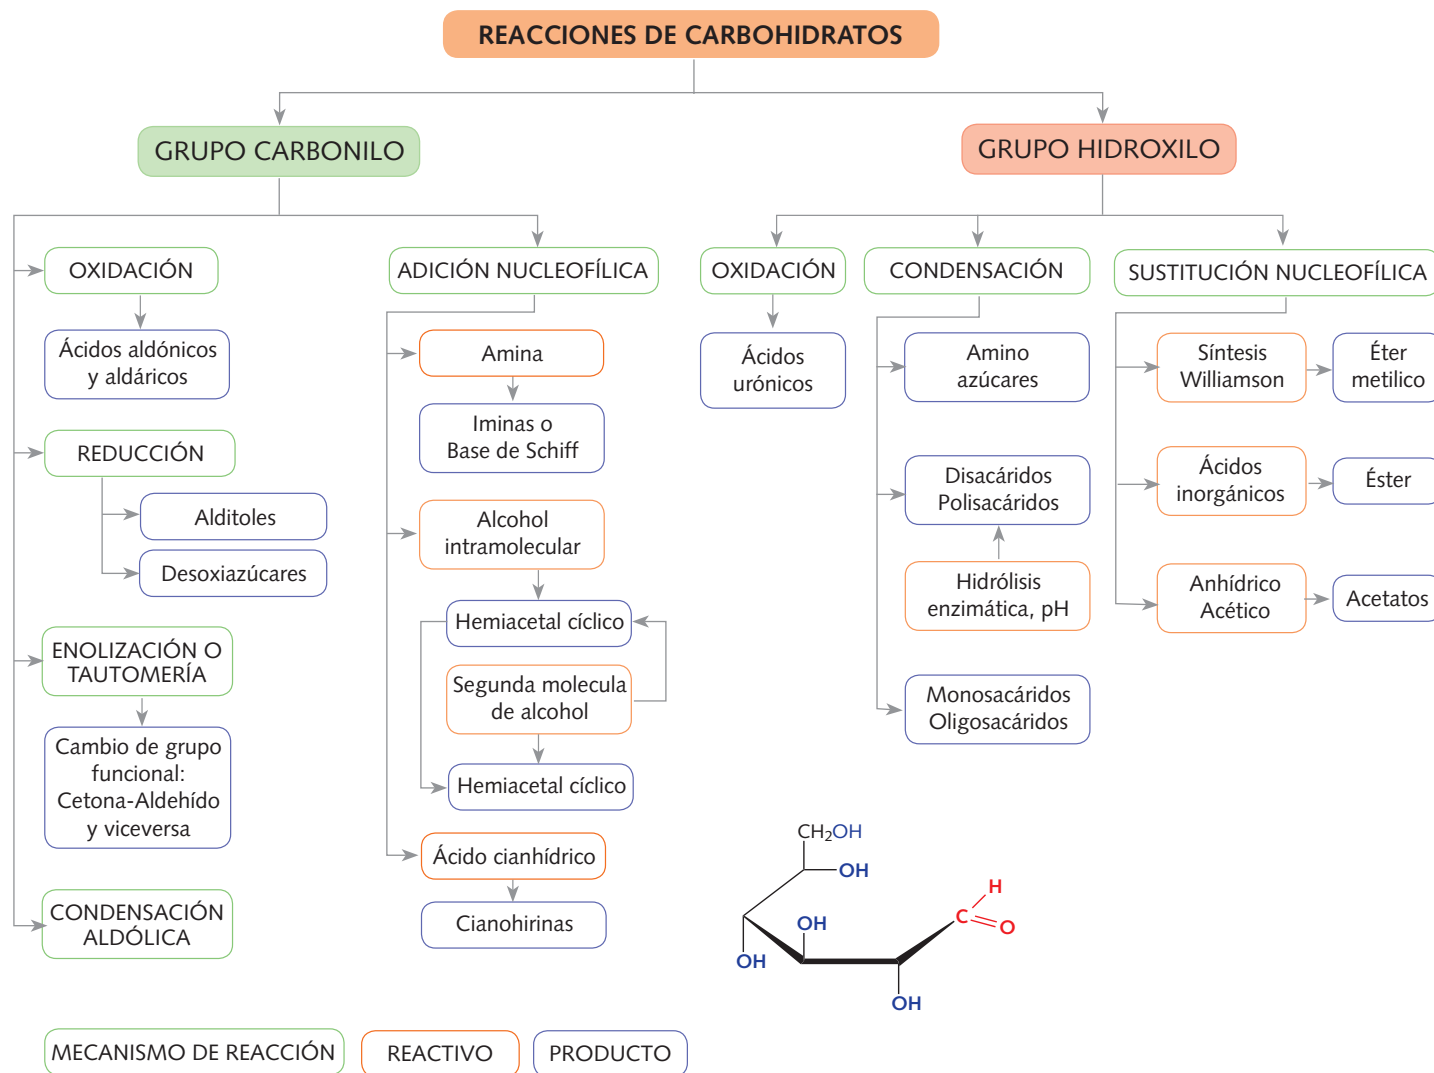 REACCIONES DE CARBOHIDRATOS
GRUPO CARBONILO
GRUPO HIDROXILO
OXIDACIÓN
Ácidos aldónicos
y aldáricos
REDUCCIÓN
Alditoles
Desoxiazúcares
ENOLIZACIÓN O
TAUTOMERÍA
Cambio de grupo
funcional:
Cetona-Aldehído
y viceversa
CONDENSACIÓN
ALDÓLICA
ADICIÓN NUCLEOFÍLICA
Amina
Iminas o
Base de Schiff
Alcohol
intramolecular
Hemiacetal cíclico
Segunda molecula
de alcohol
Hemiacetal cíclico
Ácido cianhídrico
Cianohirinas
OXIDACIÓN
Ácidos
urónicos
CONDENSACIÓN
Amino
azúcares
Disacáridos
Polisacáridos
Hidrólisis
enzimática, pH
Monosacáridos
Oligosacáridos
SUSTITUCIÓN NUCLEOFÍLICA
Síntesis
Williamson
Éter
metilico
Ácidos
inorgánicos
Éster
Anhídrico
Acético
Acetatos
CH₂OH
OH
H
C
O
OH
OH
OH
MECANISMO DE REACCIÓN
REACTIVO
PRODUCTO